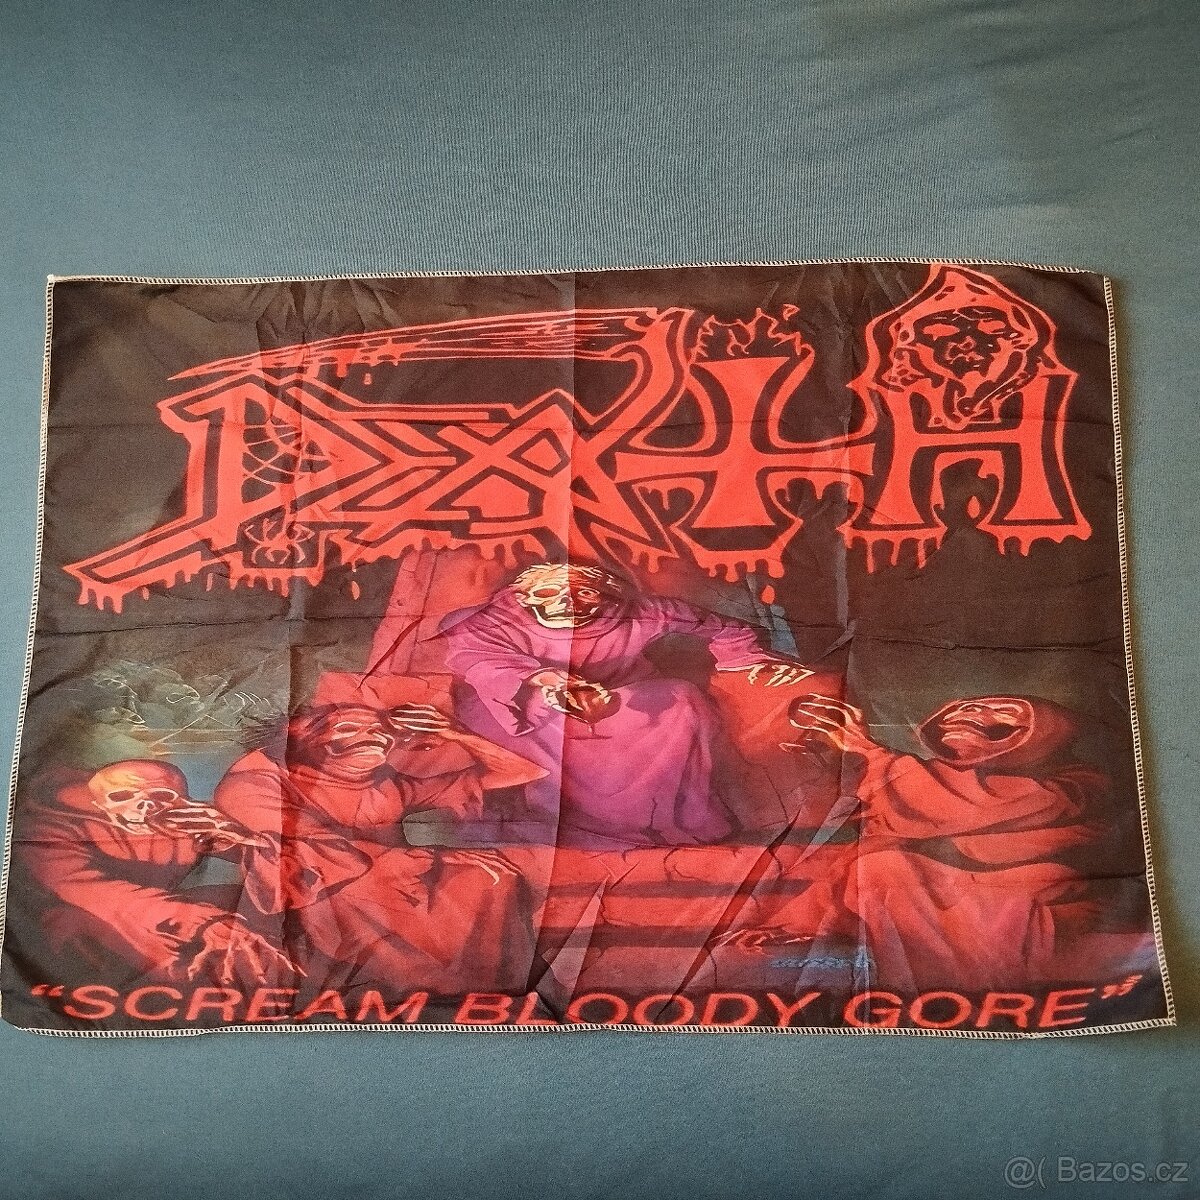 DEATH
"SCREAM BLOODY GORE"
@( Bazos.cz